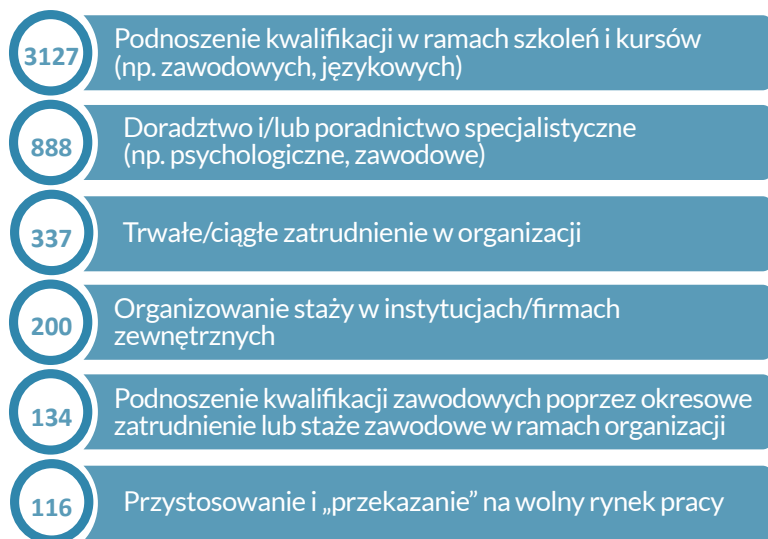 3127
Podnoszenie kwalifikacji w ramach szkoleń i kursów
(np. zawodowych, językowych)
888
Doradztwo i/lub poradnictwo specjalistyczne
(np. psychologiczne, zawodowe)
337
Trwałe/ciągłe zatrudnienie w organizacji
200
Organizowanie staży w instytucjach/firmach
zewnętrznych
134
Podnoszenie kwalifikacji zawodowych poprzez okresowe
zatrudnienie lub staże zawodowe w ramach organizacji
116
Przystosowanie i „przekazanie” na wolny rynek pracy